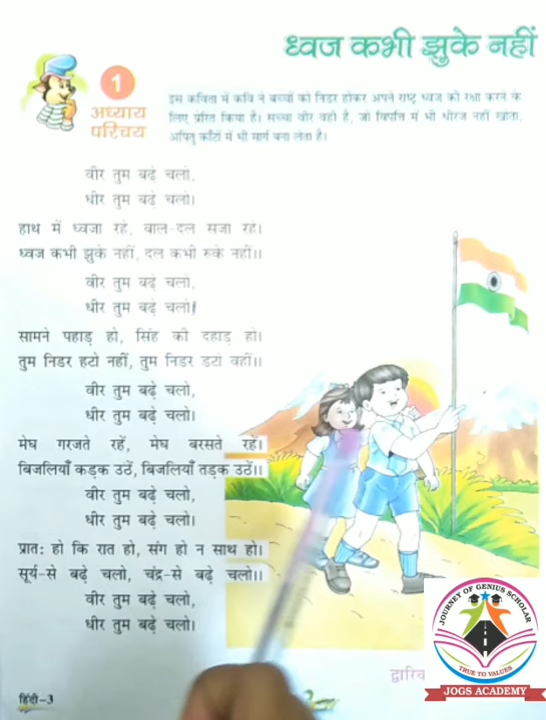 ध्वज कभी झुके नहीं
1
अध्याय
परिचय
इस कविता में कवि ने बच्चों को निडर होकर अपने राष्ट्र ध्वज की रक्षा करने के
लिए प्रेरित किया है। सच्चा वीर वही है, जो विपत्ति में भी धीरज नहीं खोता,
अपितु काँटों में भी मार्ग बना लेता है।
वीर तुम बढ़े चलो,
धीर तुम बढ़े चलो।
हाथ में ध्वजा रहे, बाल-दल सजा रहे।
ध्वज कभी झुके नहीं, दल कभी रुके नहीं।।
वीर तुम बढ़े चलो,
धीर तुम बढ़े चलो।
सामने पहाड़ हो, सिंह की दहाड़ हो।
तुम निडर हटो नहीं, तुम निडर डटो वहीं।।
वीर तुम बढ़े चलो,
धीर तुम बढ़े चलो।
मेघ गरजते रहें, मेघ बरसते रहें।
बिजलियाँ कड़क उठें, बिजलियाँ तड़क उठें।।
वीर तुम बढ़े चलो,
धीर तुम बढ़े चलो।
प्रातः हो कि रात हो, संग हो न साथ हो।
सूर्य-से बढ़े चलो, चंद्र-से बढ़े चलो।।
वीर तुम बढ़े चलो,
धीर तुम बढ़े चलो।
हिंदी-3
JOURNEY OF GENIUS SCHOLAR
TRUE TO VALUES
JOGS ACADEMY